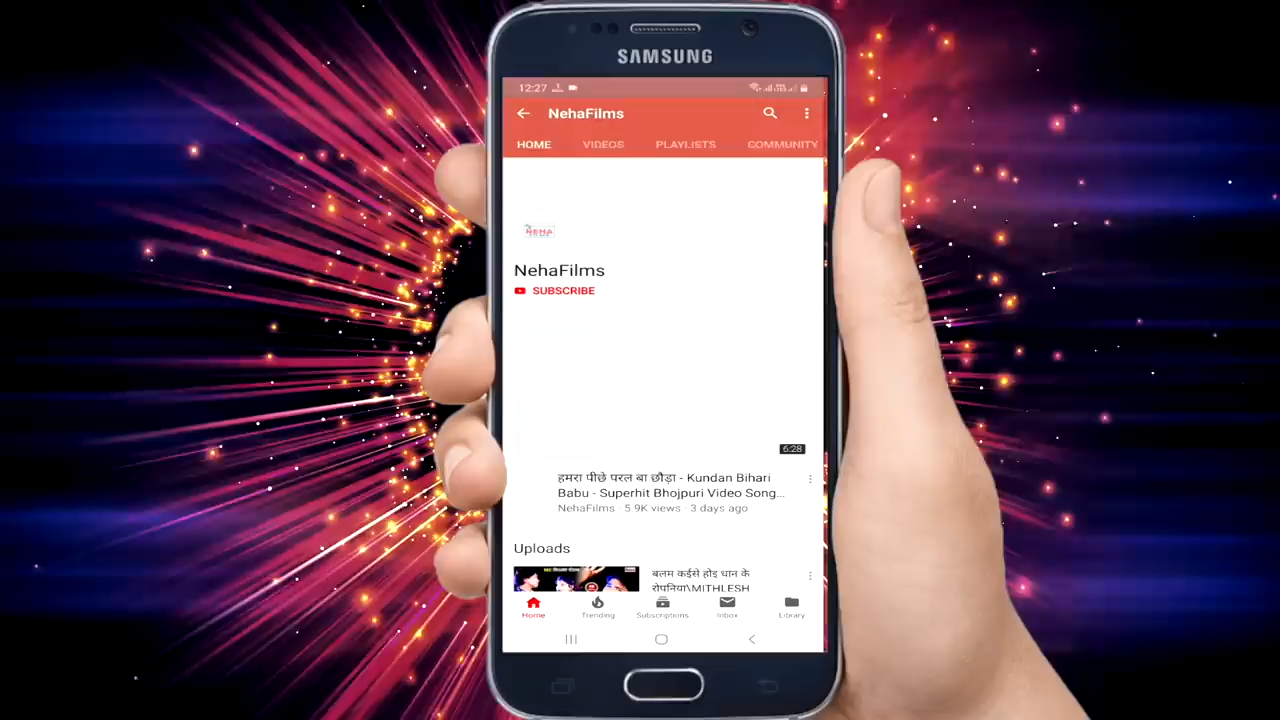 SAMSUNG
12:27
NehaFilms
HOME VIDEOS PLAYLISTS COMMUNITY
NEHA
NehaFilms
SUBSCRIBE
6:28
हमरा पीछे परल बा छौड़ा - Kundan Bihari
Babu - Superhit Bhojpuri Video Song...
NehaFilms · 5.9K views · 3 days ago
Uploads
बलम कईसे होइ धान के
रोपनिया\MITHLESH
Home Trending Subscriptions Inbox Library